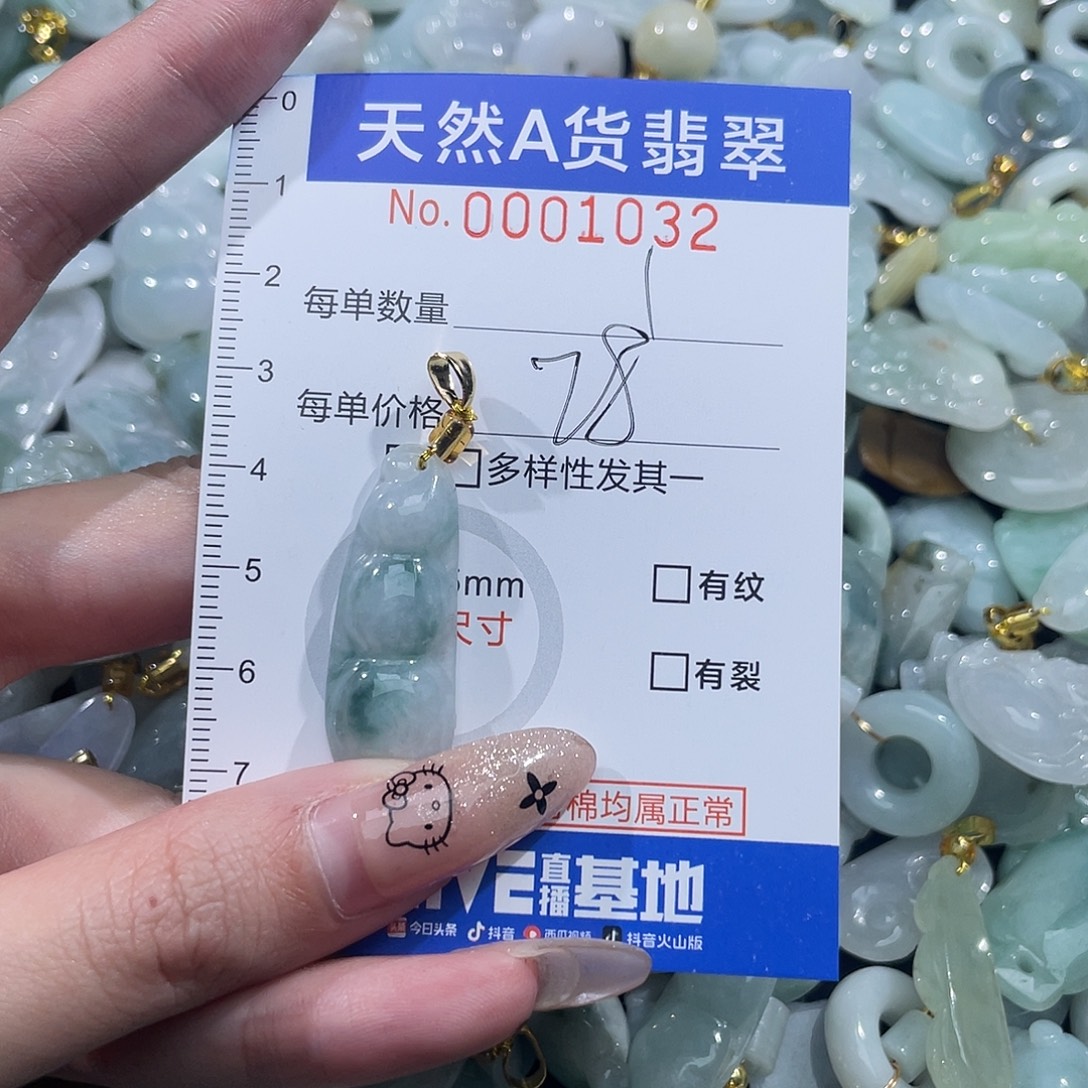 天然A货翡翠
No.0001032
0
1
2
3
4
5
6
7
每单数量 1
每单价格 78
多样性发其一
mm
有纹
尺寸
有裂
棉均属正常
直播基地
今日头条 抖音 西瓜视频 抖音火山版